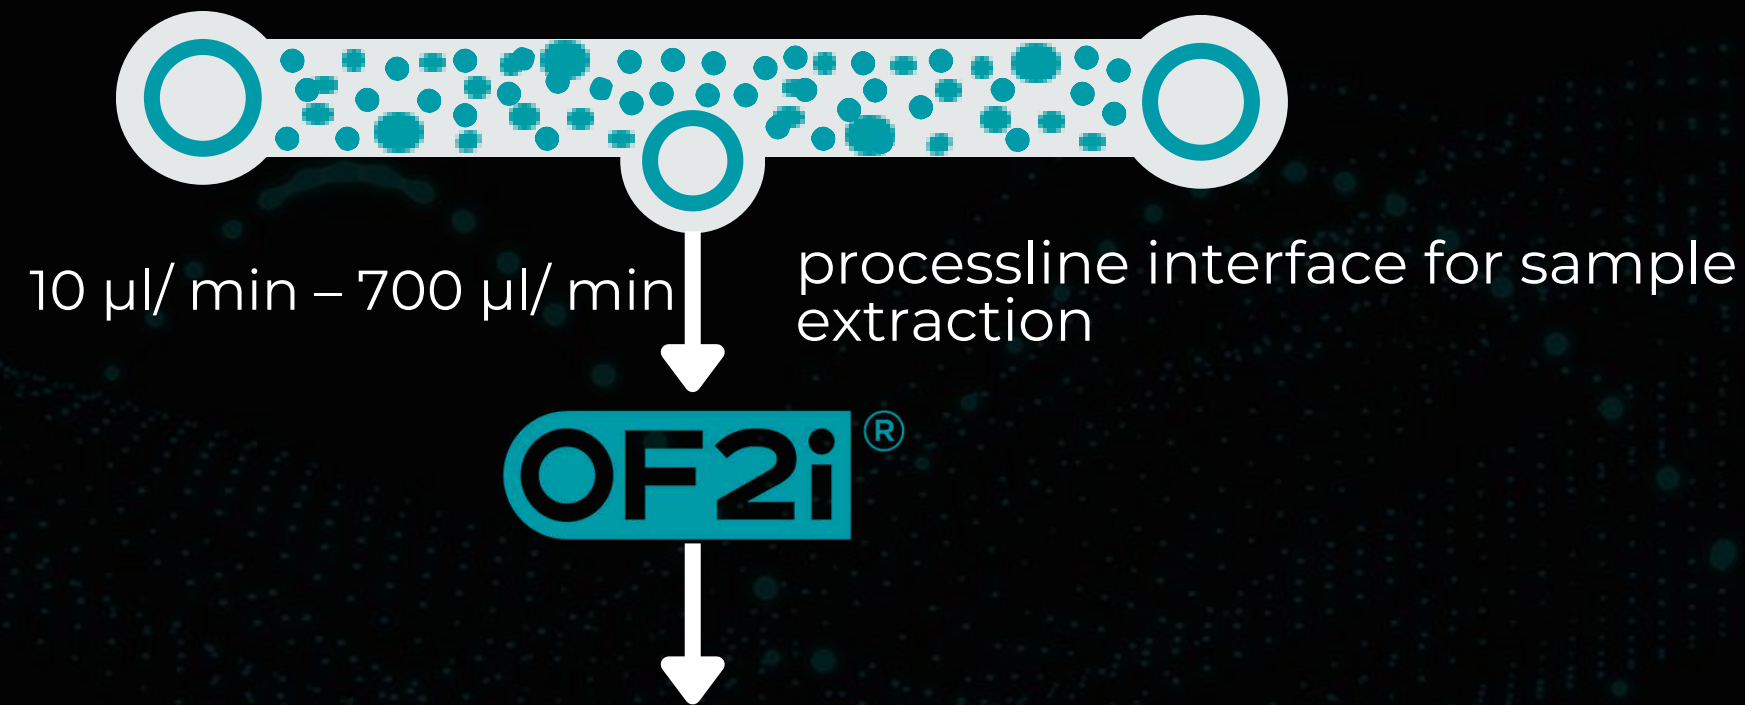 10 µl/ min – 700 µl/ min
processline interface for sample
extraction
OF2i®